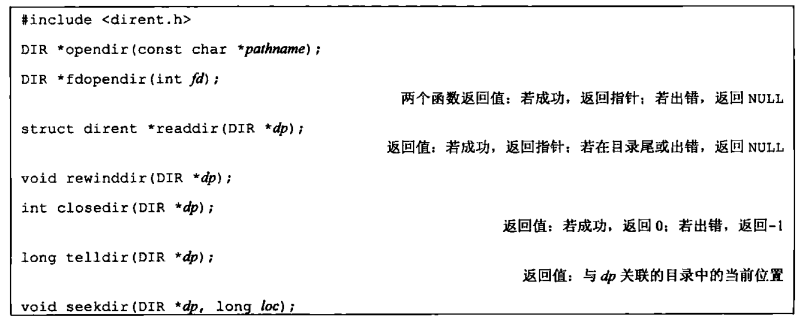 #include <dirent.h>
DIR *opendir(const char *pathname);
DIR *fdopendir(int fd);
两个函数返回值：若成功，返回指针；若出错，返回 NULL
struct dirent *readdir(DIR *dp);
返回值：若成功，返回指针；若在目录尾或出错，返回 NULL
void rewinddir(DIR *dp);
int closedir(DIR *dp);
返回值：若成功，返回 0；若出错，返回-1
long telldir(DIR *dp);
返回值：与 dp 关联的目录中的当前位置
void seekdir(DIR *dp, long loc);